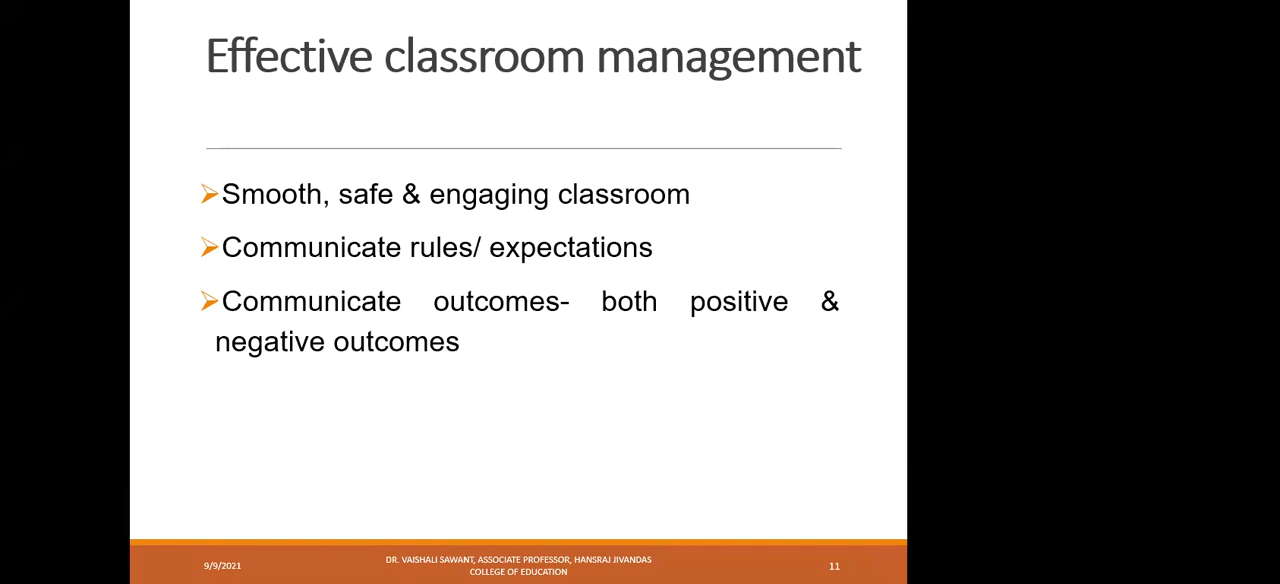 Effective classroom management
Smooth, safe & engaging classroom
Communicate rules/ expectations
Communicate outcomes- both positive &
negative outcomes
9/9/2021
DR. VAISHALI SAWANT, ASSOCIATE PROFESSOR, HANSRAJ JIVANDAS
COLLEGE OF EDUCATION
11